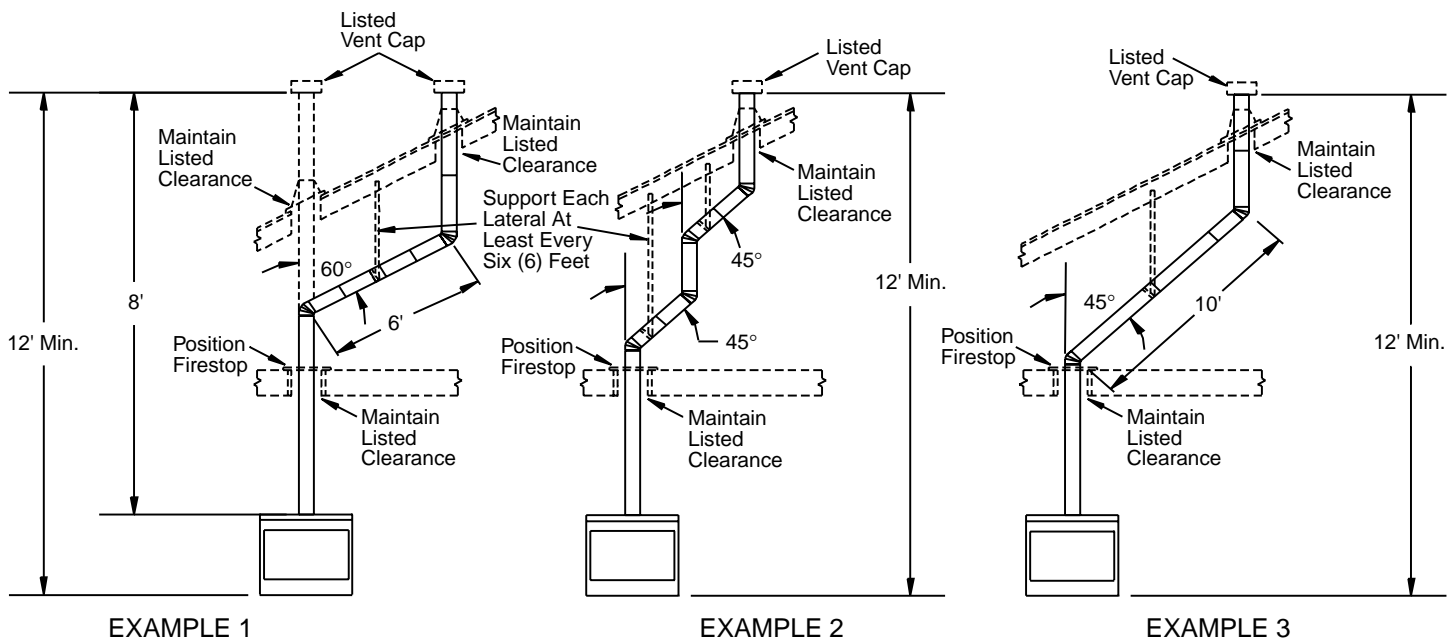 Listed
Vent Cap
Maintain
Listed
Clearance
Maintain
Listed
Clearance
Support Each
Lateral At
Least Every
Six (6) Feet
60°
8'
6'
12' Min.
Position
Firestop
Maintain
Listed
Clearance
EXAMPLE 1
Listed
Vent Cap
Maintain
Listed
Clearance
45°
45°
12' Min.
Position
Firestop
Maintain
Listed
Clearance
EXAMPLE 2
Listed
Vent Cap
Maintain
Listed
Clearance
45°
10'
12' Min.
Position
Firestop
Maintain
Listed
Clearance
EXAMPLE 3